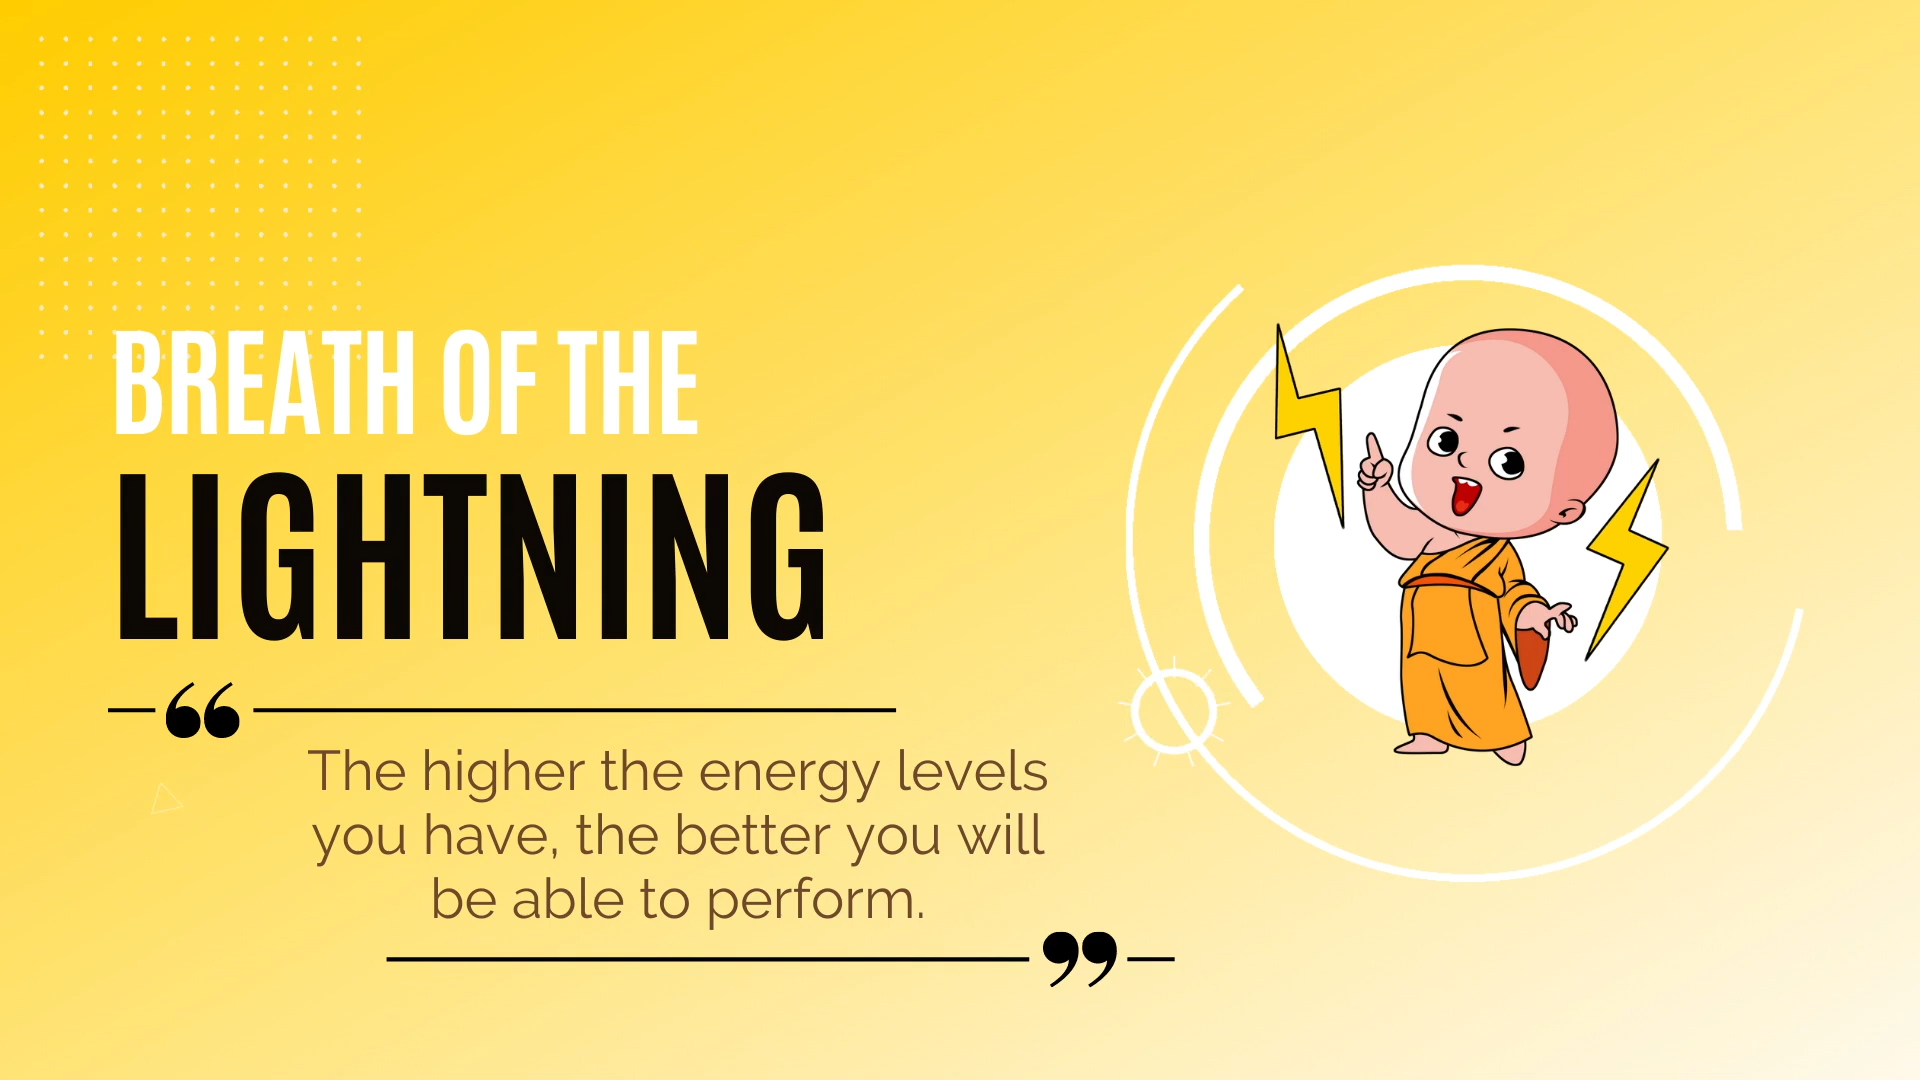 BREATH OF THE
LIGHTNING
“
The higher the energy levels
you have, the better you will
be able to perform.
”